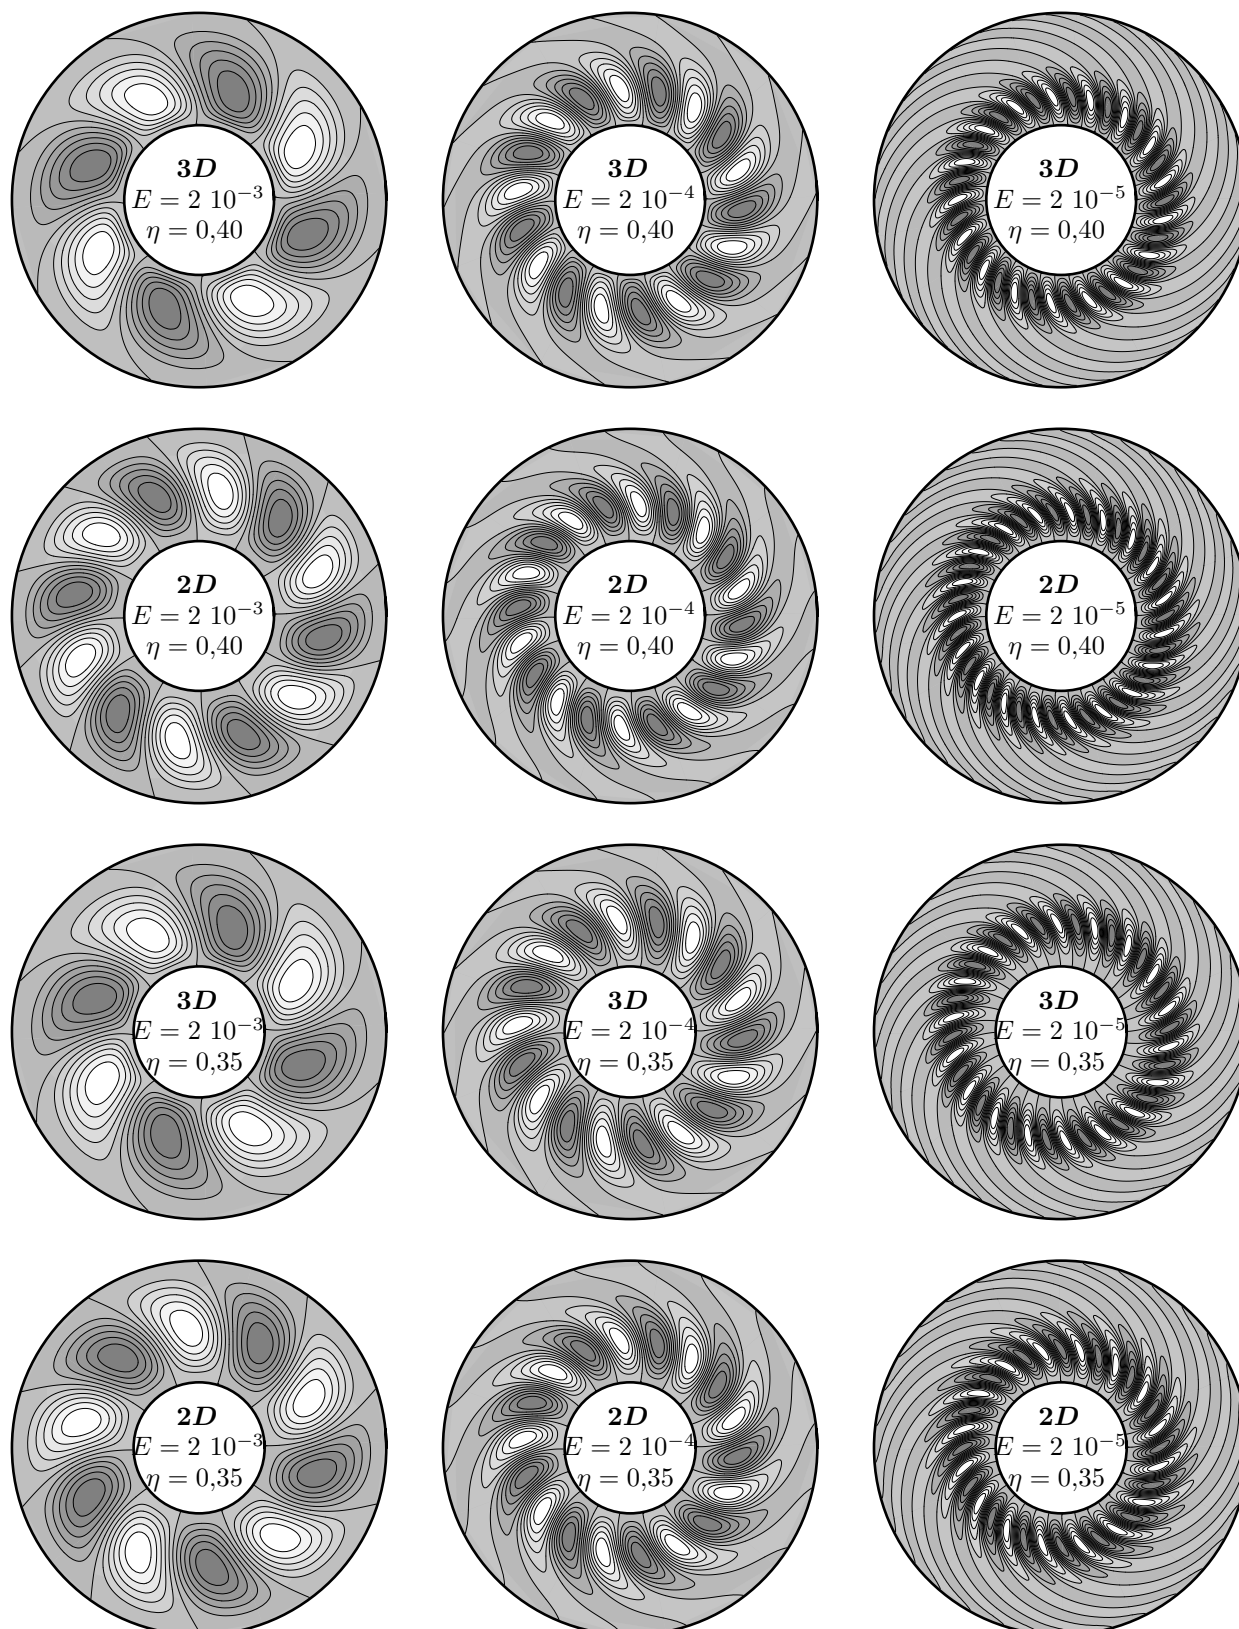 3D
E = 2 10⁻³
η = 0,40
3D
E = 2 10⁻⁴
η = 0,40
3D
E = 2 10⁻⁵
η = 0,40
2D
E = 2 10⁻³
η = 0,40
2D
E = 2 10⁻⁴
η = 0,40
2D
E = 2 10⁻⁵
η = 0,40
3D
E = 2 10⁻³
η = 0,35
3D
E = 2 10⁻⁴
η = 0,35
3D
E = 2 10⁻⁵
η = 0,35
2D
E = 2 10⁻³
η = 0,35
2D
E = 2 10⁻⁴
η = 0,35
2D
E = 2 10⁻⁵
η = 0,35